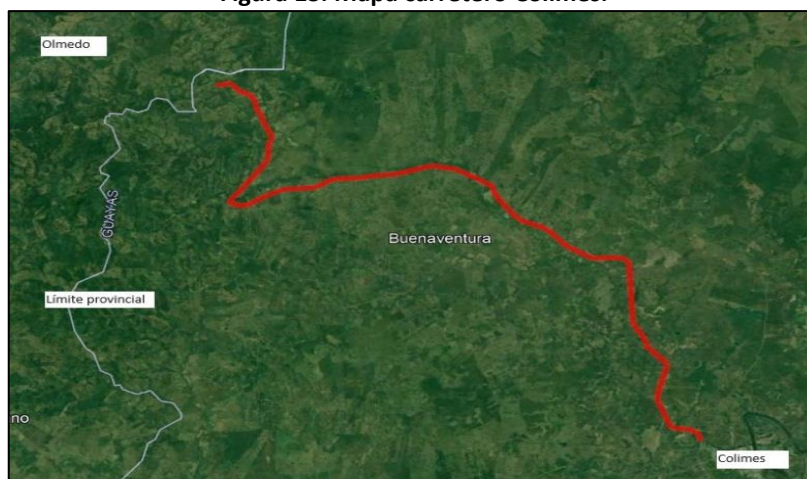 Olmedo
GUAYAS
Buenaventura
Límite provincial
no
Colimes